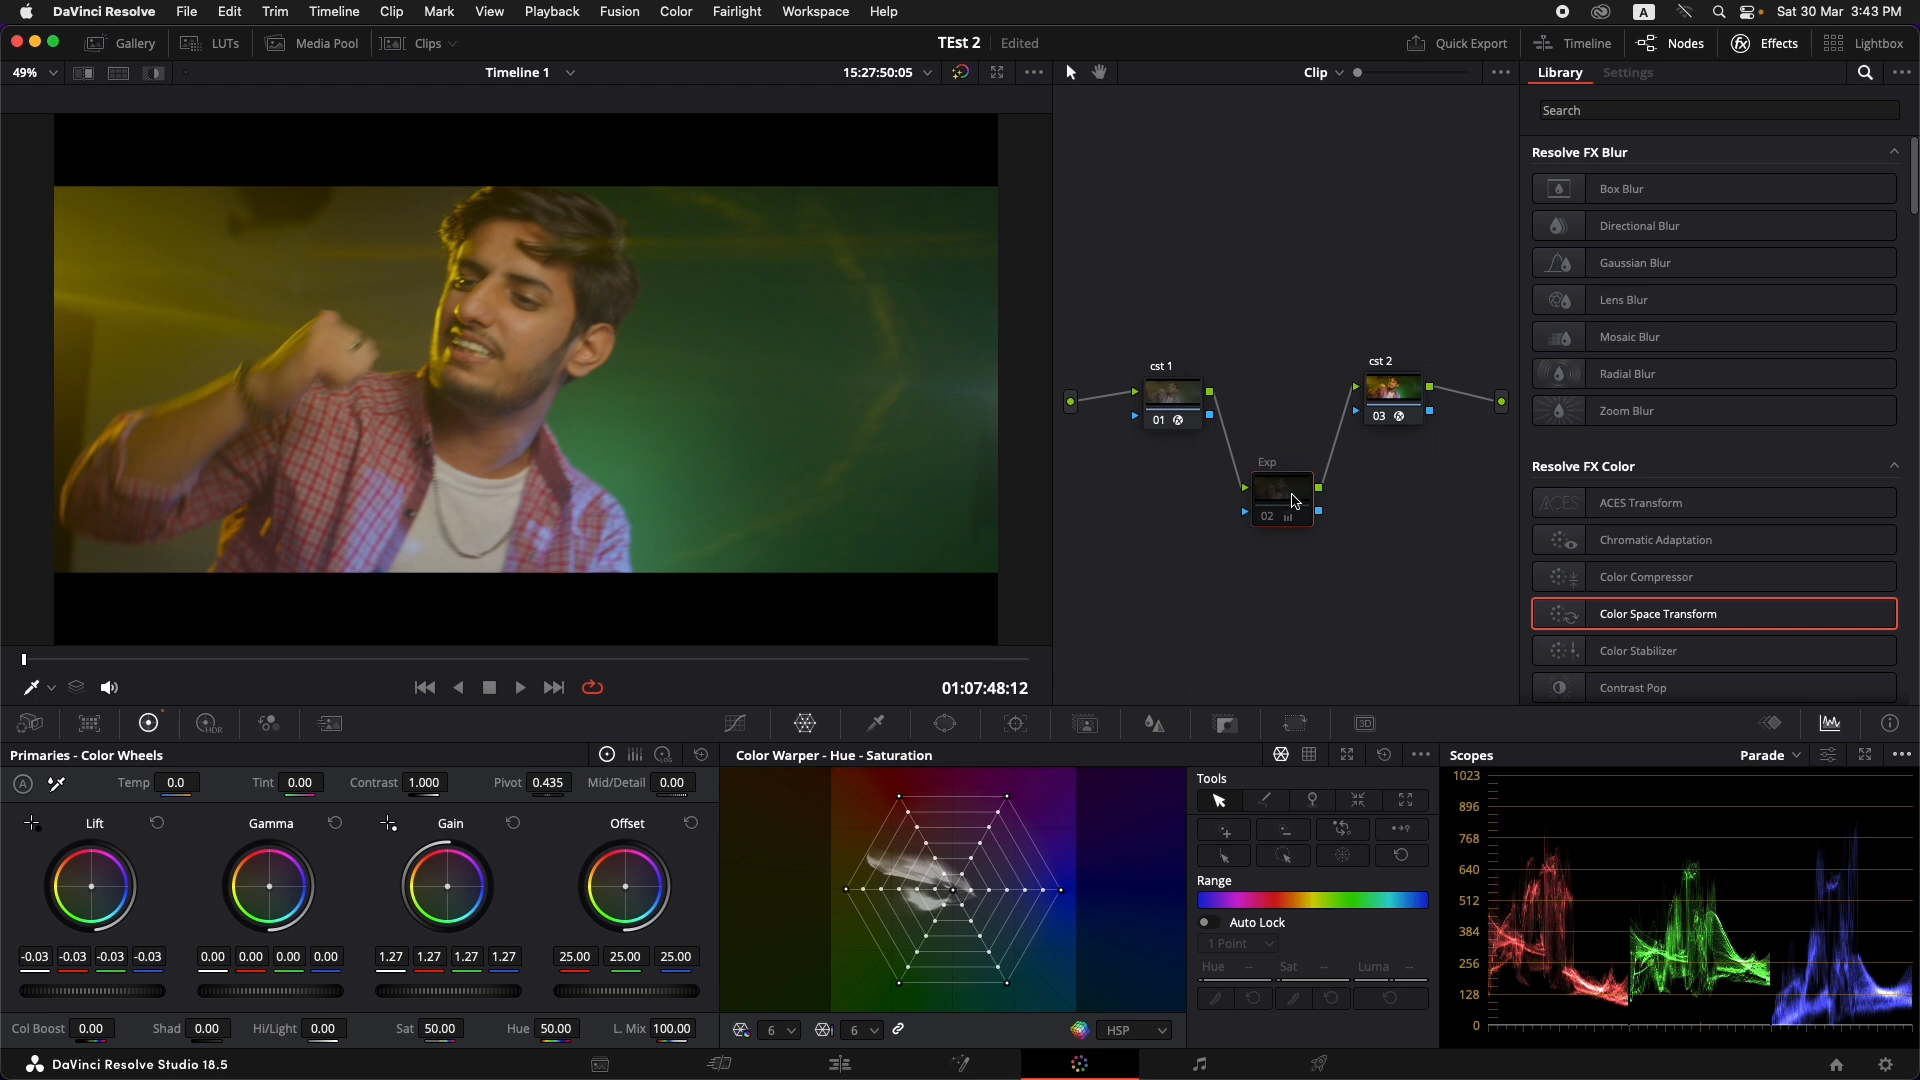 DaVinci Resolve File Edit Trim Timeline Clip Mark View Playback Fusion Color Fairlight Workspace Help A Sat 30 Mar 3:43 PM
Gallery LUTs Media Pool Clips TEst 2 Edited Quick Export Timeline Nodes Effects Lightbox
49% Timeline 1 15:27:50:05 Clip Library Settings
Search
Resolve FX Blur
Box Blur
Directional Blur
Gaussian Blur
Lens Blur
Mosaic Blur
Radial Blur
Zoom Blur
Resolve FX Color
ACES ACES Transform
Chromatic Adaptation
Color Compressor
Color Space Transform
Color Stabilizer
Contrast Pop
cst 1
01
Exp
02
cst 2
03
01:07:48:12
HDR 3D
Primaries - Color Wheels LOG
A Temp 0.0 Tint 0.00 Contrast 1.000 Pivot 0.435 Mid/Detail 0.00
Lift Gamma Gain Offset
-0.03 -0.03 -0.03 -0.03 0.00 0.00 0.00 0.00 1.27 1.27 1.27 1.27 25.00 25.00 25.00
Col Boost 0.00 Shad 0.00 Hi/Light 0.00 Sat 50.00 Hue 50.00 L. Mix 100.00
Color Warper - Hue - Saturation
6 6 HSP
Tools
Range
Auto Lock
1 Point
Hue -- Sat -- Luma --
Scopes Parade
1023
896
768
640
512
384
256
128
0
DaVinci Resolve Studio 18.5